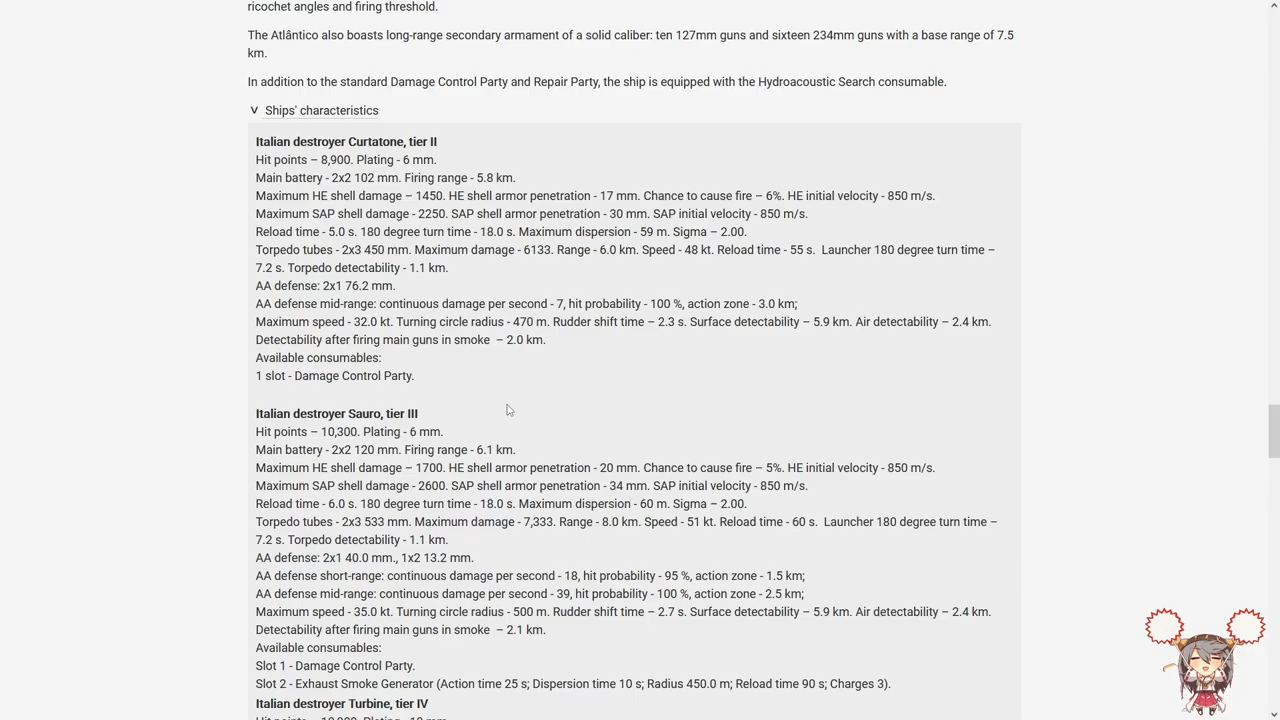 ricochet angles and firing threshold.
The Atlântico also boasts long-range secondary armament of a solid caliber: ten 127mm guns and sixteen 234mm guns with a base range of 7.5
km.
In addition to the standard Damage Control Party and Repair Party, the ship is equipped with the Hydroacoustic Search consumable.
Ships' characteristics
Italian destroyer Curtatone, tier II
Hit points – 8,900. Plating - 6 mm.
Main battery - 2x2 102 mm. Firing range - 5.8 km.
Maximum HE shell damage – 1450. HE shell armor penetration - 17 mm. Chance to cause fire – 6%. HE initial velocity - 850 m/s.
Maximum SAP shell damage - 2250. SAP shell armor penetration - 30 mm. SAP initial velocity - 850 m/s.
Reload time - 5.0 s. 180 degree turn time - 18.0 s. Maximum dispersion - 59 m. Sigma – 2.00.
Torpedo tubes - 2x3 450 mm. Maximum damage - 6133. Range - 6.0 km. Speed - 48 kt. Reload time - 55 s.  Launcher 180 degree turn time –
7.2 s. Torpedo detectability - 1.1 km.
AA defense: 2x1 76.2 mm.
AA defense mid-range: continuous damage per second - 7, hit probability - 100 %, action zone - 3.0 km;
Maximum speed - 32.0 kt. Turning circle radius - 470 m. Rudder shift time – 2.3 s. Surface detectability – 5.9 km. Air detectability – 2.4 km.
Detectability after firing main guns in smoke  – 2.0 km.
Available consumables:
1 slot - Damage Control Party.
Italian destroyer Sauro, tier III
Hit points – 10,300. Plating - 6 mm.
Main battery - 2x2 120 mm. Firing range - 6.1 km.
Maximum HE shell damage – 1700. HE shell armor penetration - 20 mm. Chance to cause fire – 5%. HE initial velocity - 850 m/s.
Maximum SAP shell damage - 2600. SAP shell armor penetration - 34 mm. SAP initial velocity - 850 m/s.
Reload time - 6.0 s. 180 degree turn time - 18.0 s. Maximum dispersion - 60 m. Sigma – 2.00.
Torpedo tubes - 2x3 533 mm. Maximum damage - 7,333. Range - 8.0 km. Speed - 51 kt. Reload time - 60 s.  Launcher 180 degree turn time –
7.2 s. Torpedo detectability - 1.1 km.
AA defense: 2x1 40.0 mm., 1x2 13.2 mm.
AA defense short-range: continuous damage per second - 18, hit probability - 95 %, action zone - 1.5 km;
AA defense mid-range: continuous damage per second - 39, hit probability - 100 %, action zone - 2.5 km;
Maximum speed - 35.0 kt. Turning circle radius - 500 m. Rudder shift time – 2.7 s. Surface detectability – 5.9 km. Air detectability – 2.4 km.
Detectability after firing main guns in smoke  – 2.1 km.
Available consumables:
Slot 1 - Damage Control Party.
Slot 2 - Exhaust Smoke Generator (Action time 25 s; Dispersion time 10 s; Radius 450.0 m; Reload time 90 s; Charges 3).
Italian destroyer Turbine, tier IV